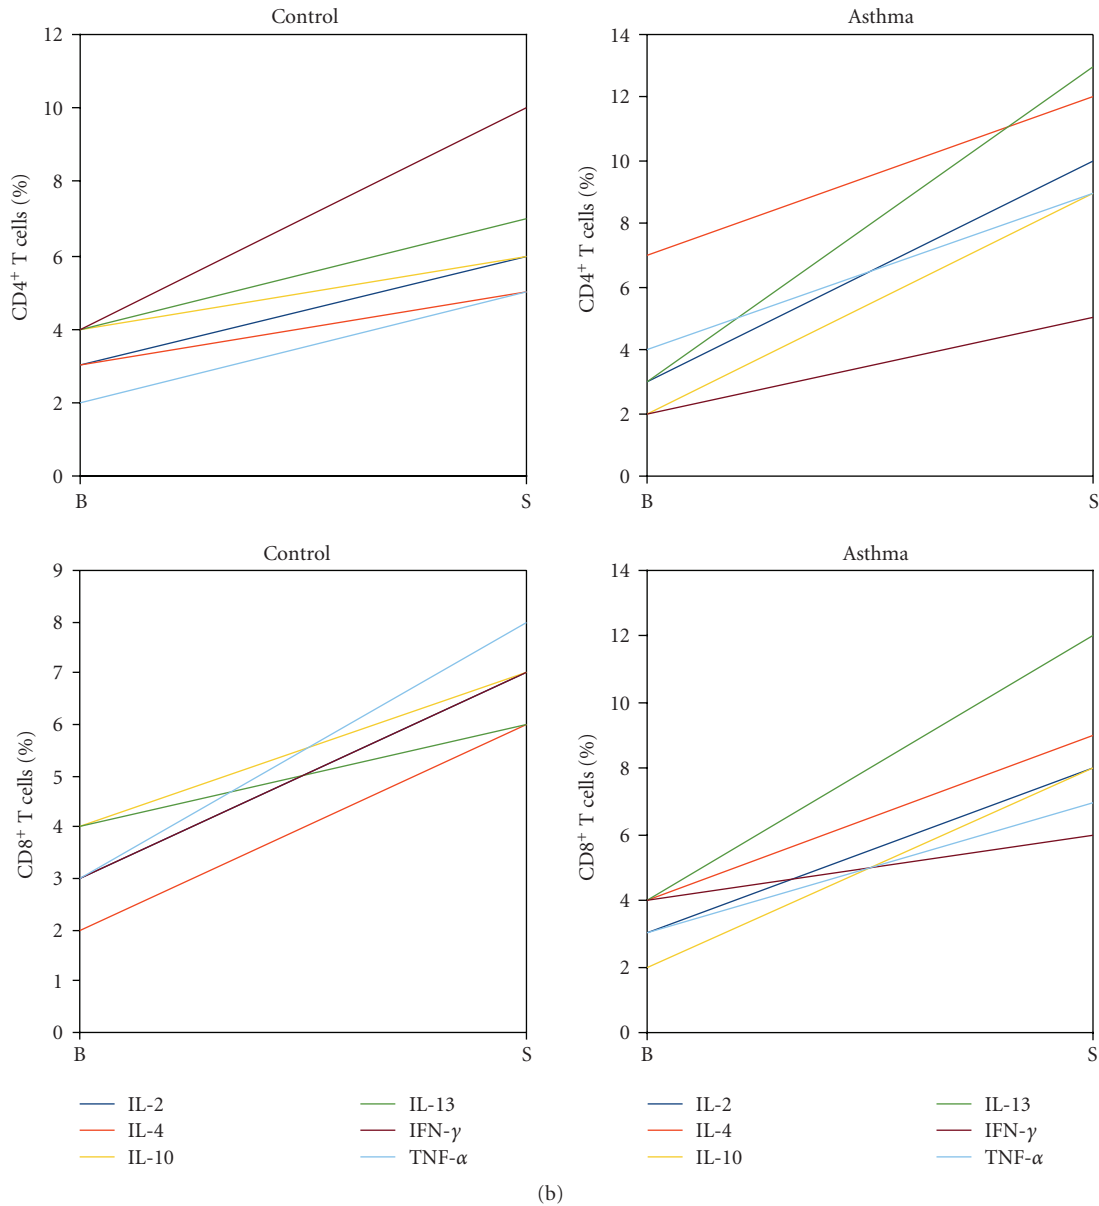 Control
12
10
8
6
4
2
0
CD4+ T cells (%)
B
S
Asthma
14
12
10
8
6
4
2
0
CD4+ T cells (%)
B
S
Control
9
8
7
6
5
4
3
2
1
0
CD8+ T cells (%)
B
S
Asthma
14
12
10
8
6
4
2
0
CD8+ T cells (%)
B
S
IL-2
IL-4
IL-10
IL-13
IFN-γ
TNF-α
IL-2
IL-4
IL-10
IL-13
IFN-γ
TNF-α
(b)